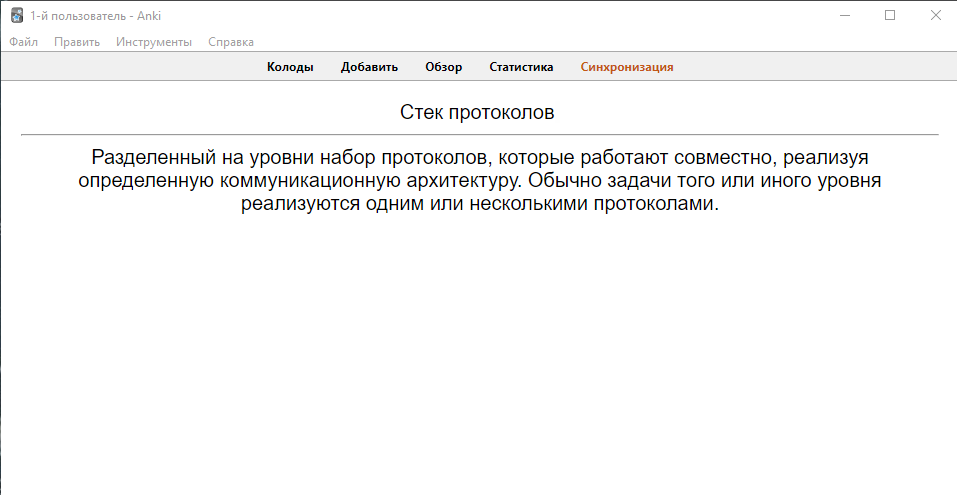 1-й пользователь - Anki
Файл Править Инструменты Справка
Колоды Добавить Обзор Статистика Синхронизация
Стек протоколов
Разделенный на уровни набор протоколов, которые работают совместно, реализуя
определенную коммуникационную архитектуру. Обычно задачи того или иного уровня
реализуются одним или несколькими протоколами.